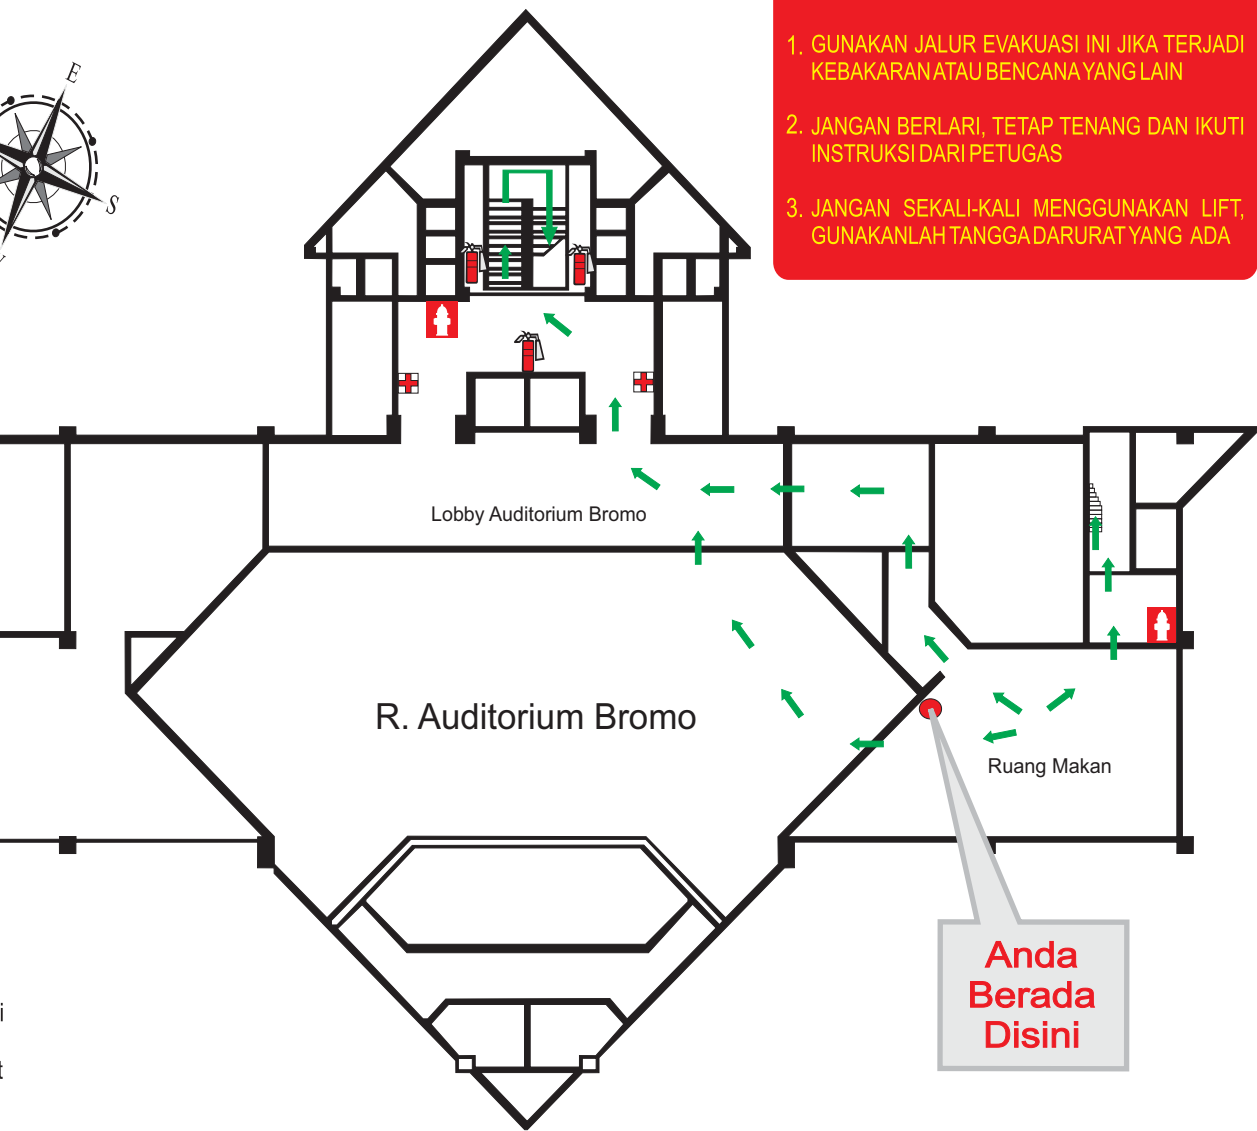 E
S
1. GUNAKAN JALUR EVAKUASI INI JIKA TERJADI
KEBAKARAN ATAU BENCANA YANG LAIN
2. JANGAN BERLARI, TETAP TENANG DAN IKUTI
INSTRUKSI DARI PETUGAS
3. JANGAN SEKALI-KALI MENGGUNAKAN LIFT,
GUNAKANLAH TANGGA DARURAT YANG ADA
Lobby Auditorium Bromo
R. Auditorium Bromo
Ruang Makan
Anda
Berada
Disini
i
t